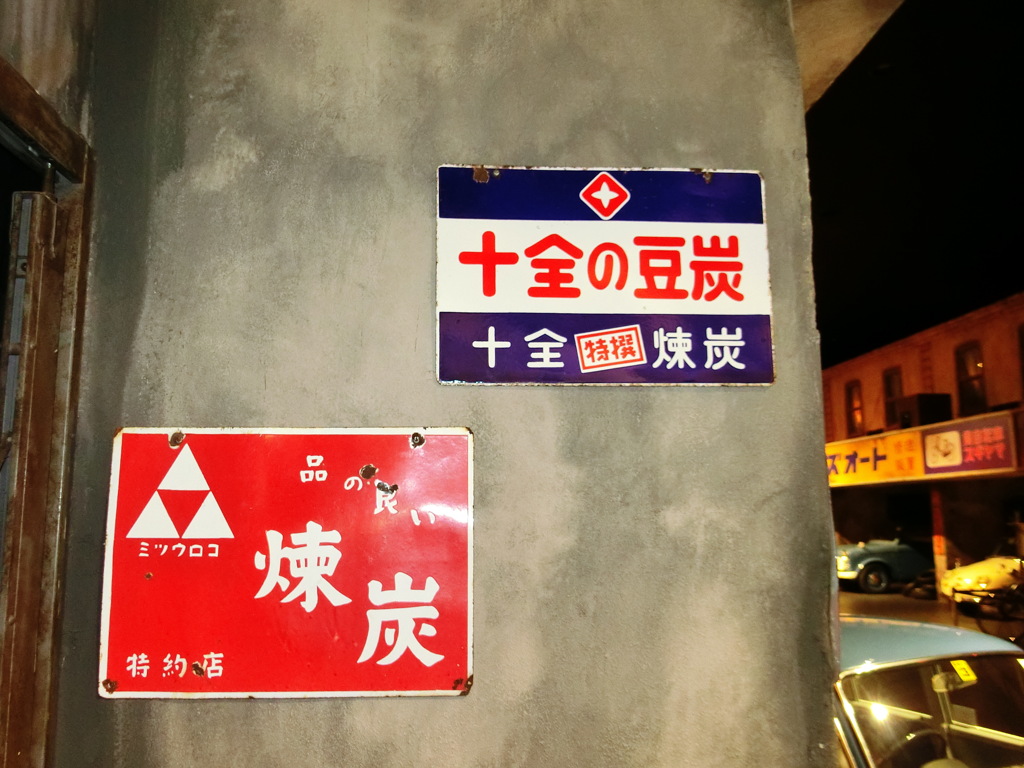 十全の豆炭
十全 特撰 煉炭
品の良い
煉炭
ミツウロコ
特約店
ズオート